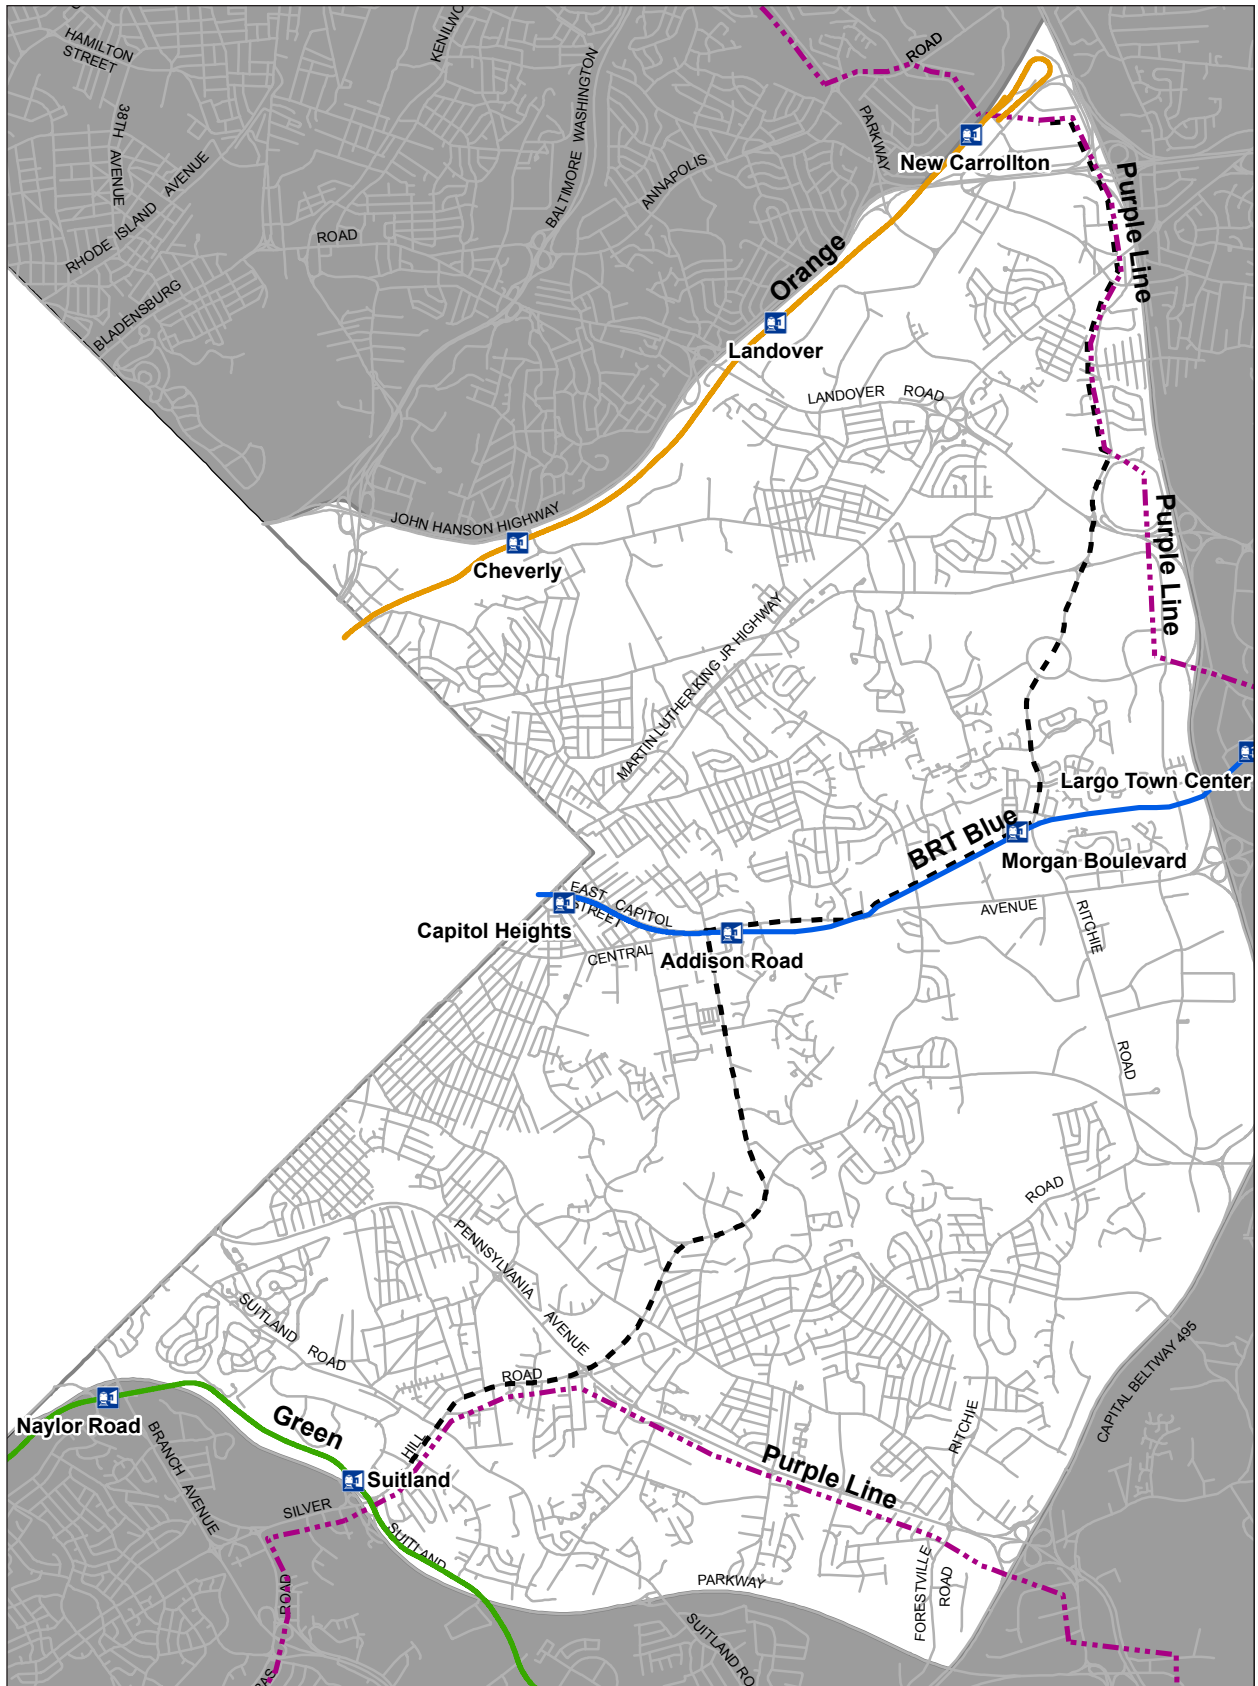 HAMILTON
STREET
KENILWO
ROAD
38TH AVENUE
RHODE ISLAND AVENUE
BALTIMORE WASHINGTON
PARKWAY
ANNAPOLIS
ROAD
BLADENSBURG
New Carrollton
Purple Line
Orange
Landover
LANDOVER ROAD
JOHN HANSON HIGHWAY
Cheverly
Purple Line
MARTIN LUTHER KING JR HIGHWAY
Largo Town Center
BRT Blue
Morgan Boulevard
EAST CAPITOL
STREET
Capitol Heights
CENTRAL
AVENUE
Addison Road
RITCHIE
ROAD
ROAD
PENNSYLVANIA
AVENUE
SUITLAND
ROAD
ROAD
CAPITAL BELTWAY 495
Naylor Road
Green
BRANCH AVENUE
HILL
RITCHIE
Suitland
Purple Line
SILVER
SUITLAND
PARKWAY
FORESTVILLE
ROAD
ROAD
SUITLAND RO